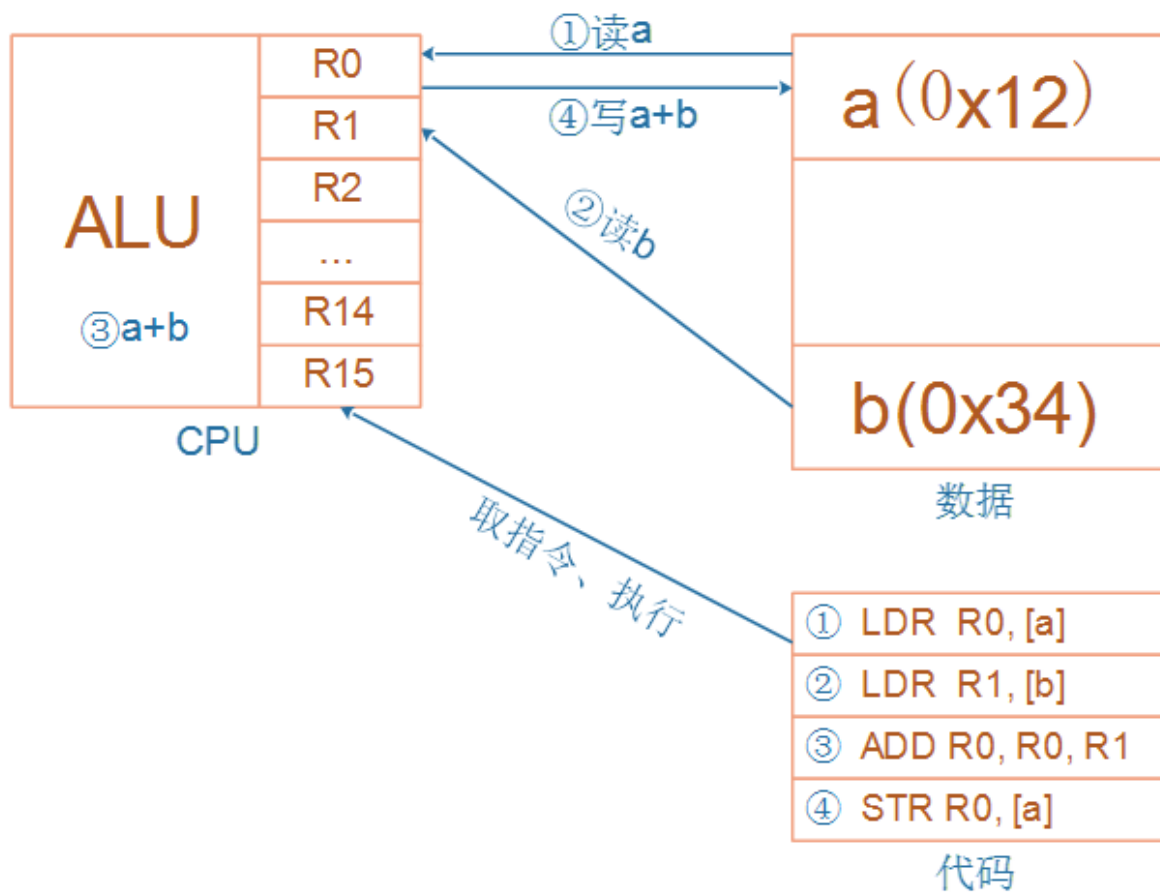 ①读a
R0
a(0x12)
④写a+b
R1
R2
②读b
ALU
...
③a+b
R14
R15
b(0x34)
CPU
数据
取指令、执行
① LDR R0, [a]
② LDR R1, [b]
③ ADD R0, R0, R1
④ STR R0, [a]
代码